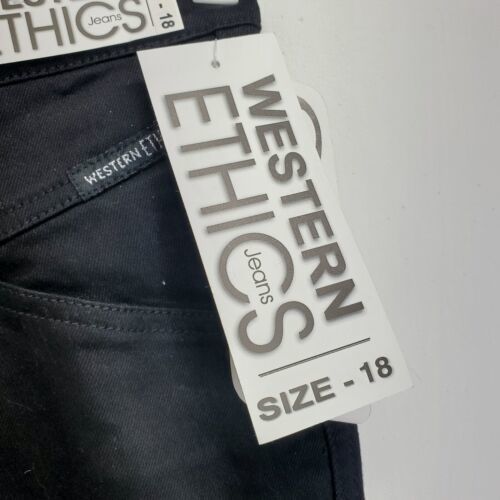 ETHICS
Jeans
- 18
WESTERN
ETHICS
Jeans
SIZE - 18
WESTERN